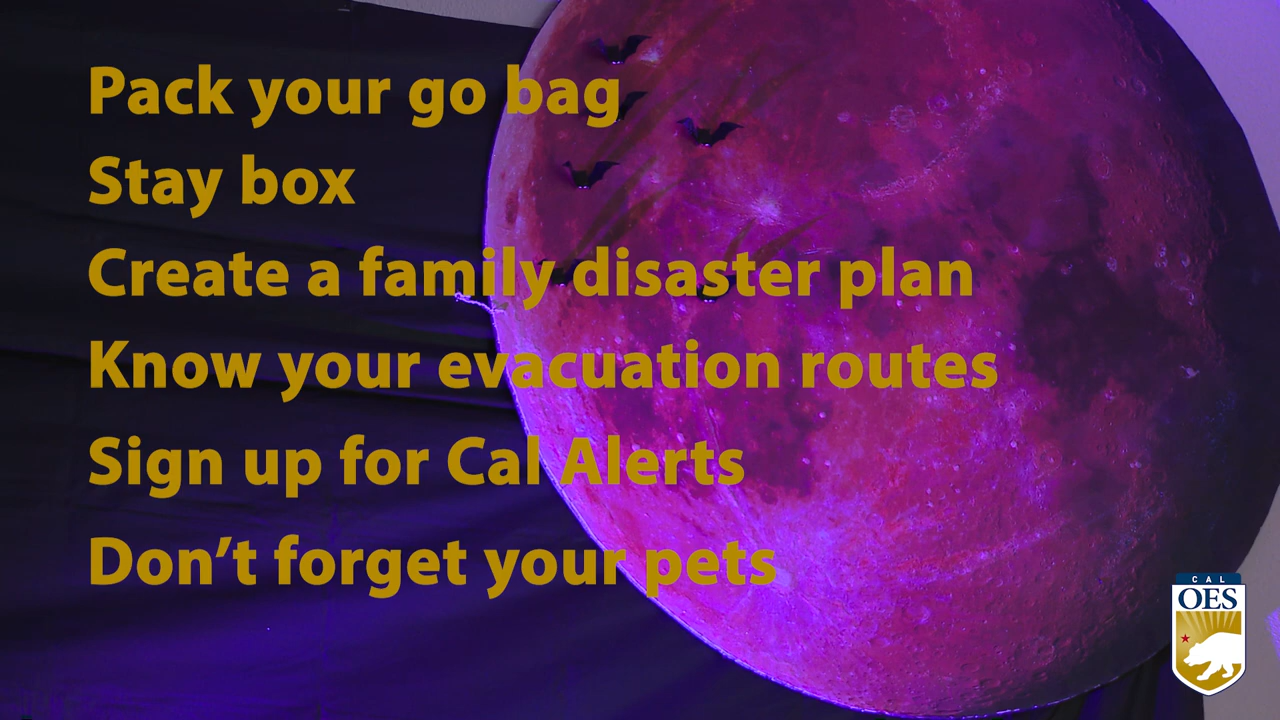 Pack your go bag
Stay box
Create a family disaster plan
Know your evacuation routes
Sign up for Cal Alerts
Don’t forget your pets
CAL
OES